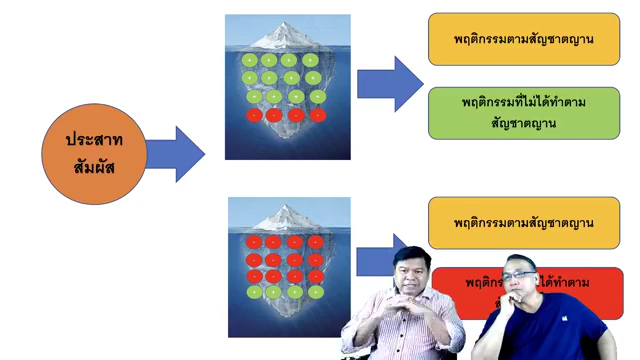 ประสาท
สัมผัส
พฤติกรรมตามสัญชาตญาน
พฤติกรรมที่ไม่ได้ทำตาม
สัญชาตญาน
พฤติกรรมตามสัญชาตญาน
ได้ทำตาม